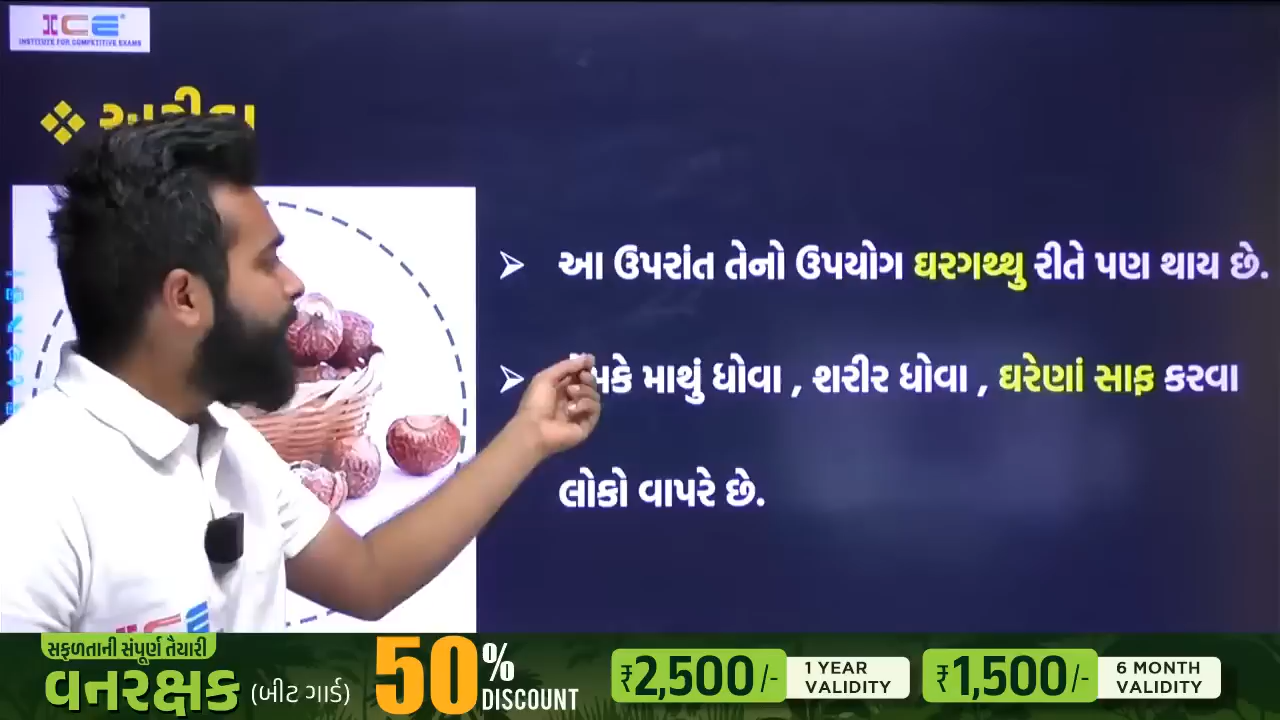 ICE
INSTITUTE FOR COMPETITIVE EXAMS
❖
➢ આ ઉપરાંત તેનો ઉપયોગ ઘરગથ્થુ રીતે પણ થાય છે.
➢ માથું ધોવા , શરીર ધોવા , ઘરેણાં સાફ કરવા
લોકો વાપરે છે.
ICE
સફળતાની સંપૂર્ણ તૈયારી
વનરક્ષક (બીટ ગાર્ડ)
50% DISCOUNT
₹2,500/- 1 YEAR VALIDITY
₹1,500/- 6 MONTH VALIDITY